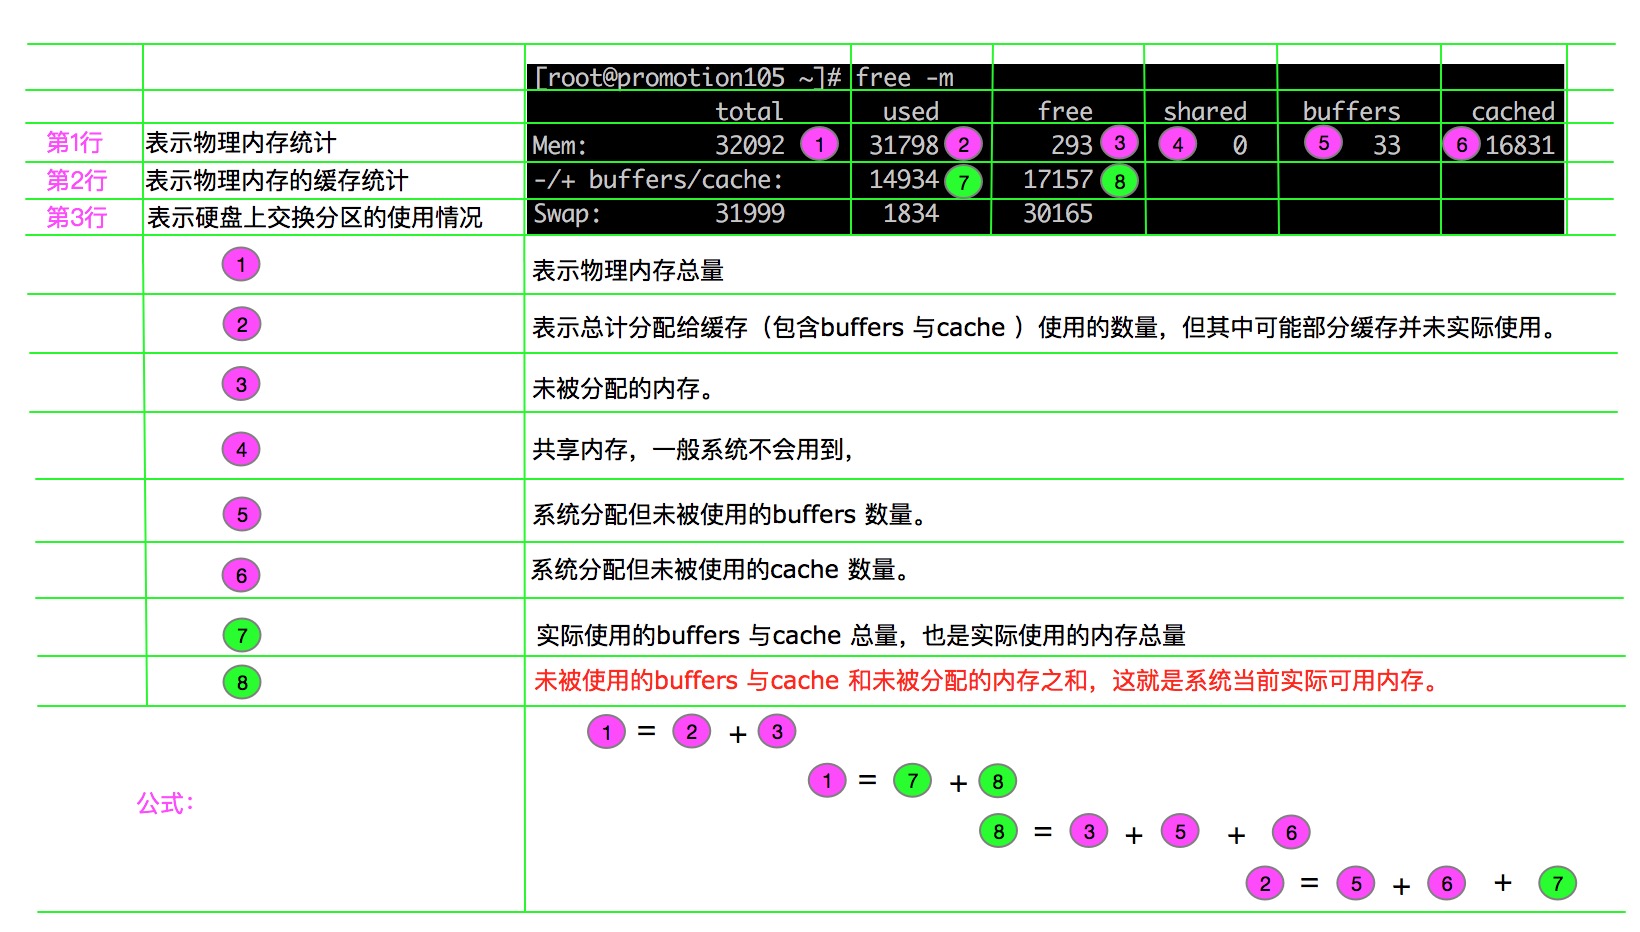 [root@promotion105 ~]# free -m
total used free shared buffers cached
第1行 表示物理内存统计 Mem: 32092 1 31798 2 293 3 4 0 5 33 6 16831
第2行 表示物理内存的缓存统计 -/+ buffers/cache: 14934 7 17157 8
第3行 表示硬盘上交换分区的使用情况 Swap: 31999 1834 30165
1 表示物理内存总量
2 表示总计分配给缓存（包含buffers 与cache ）使用的数量，但其中可能部分缓存并未实际使用。
3 未被分配的内存。
4 共享内存，一般系统不会用到，
5 系统分配但未被使用的buffers 数量。
6 系统分配但未被使用的cache 数量。
7 实际使用的buffers 与cache 总量，也是实际使用的内存总量
8 未被使用的buffers 与cache 和未被分配的内存之和，这就是系统当前实际可用内存。
1 = 2 + 3
1 = 7 + 8
公式：
8 = 3 + 5 + 6
2 = 5 + 6 + 7